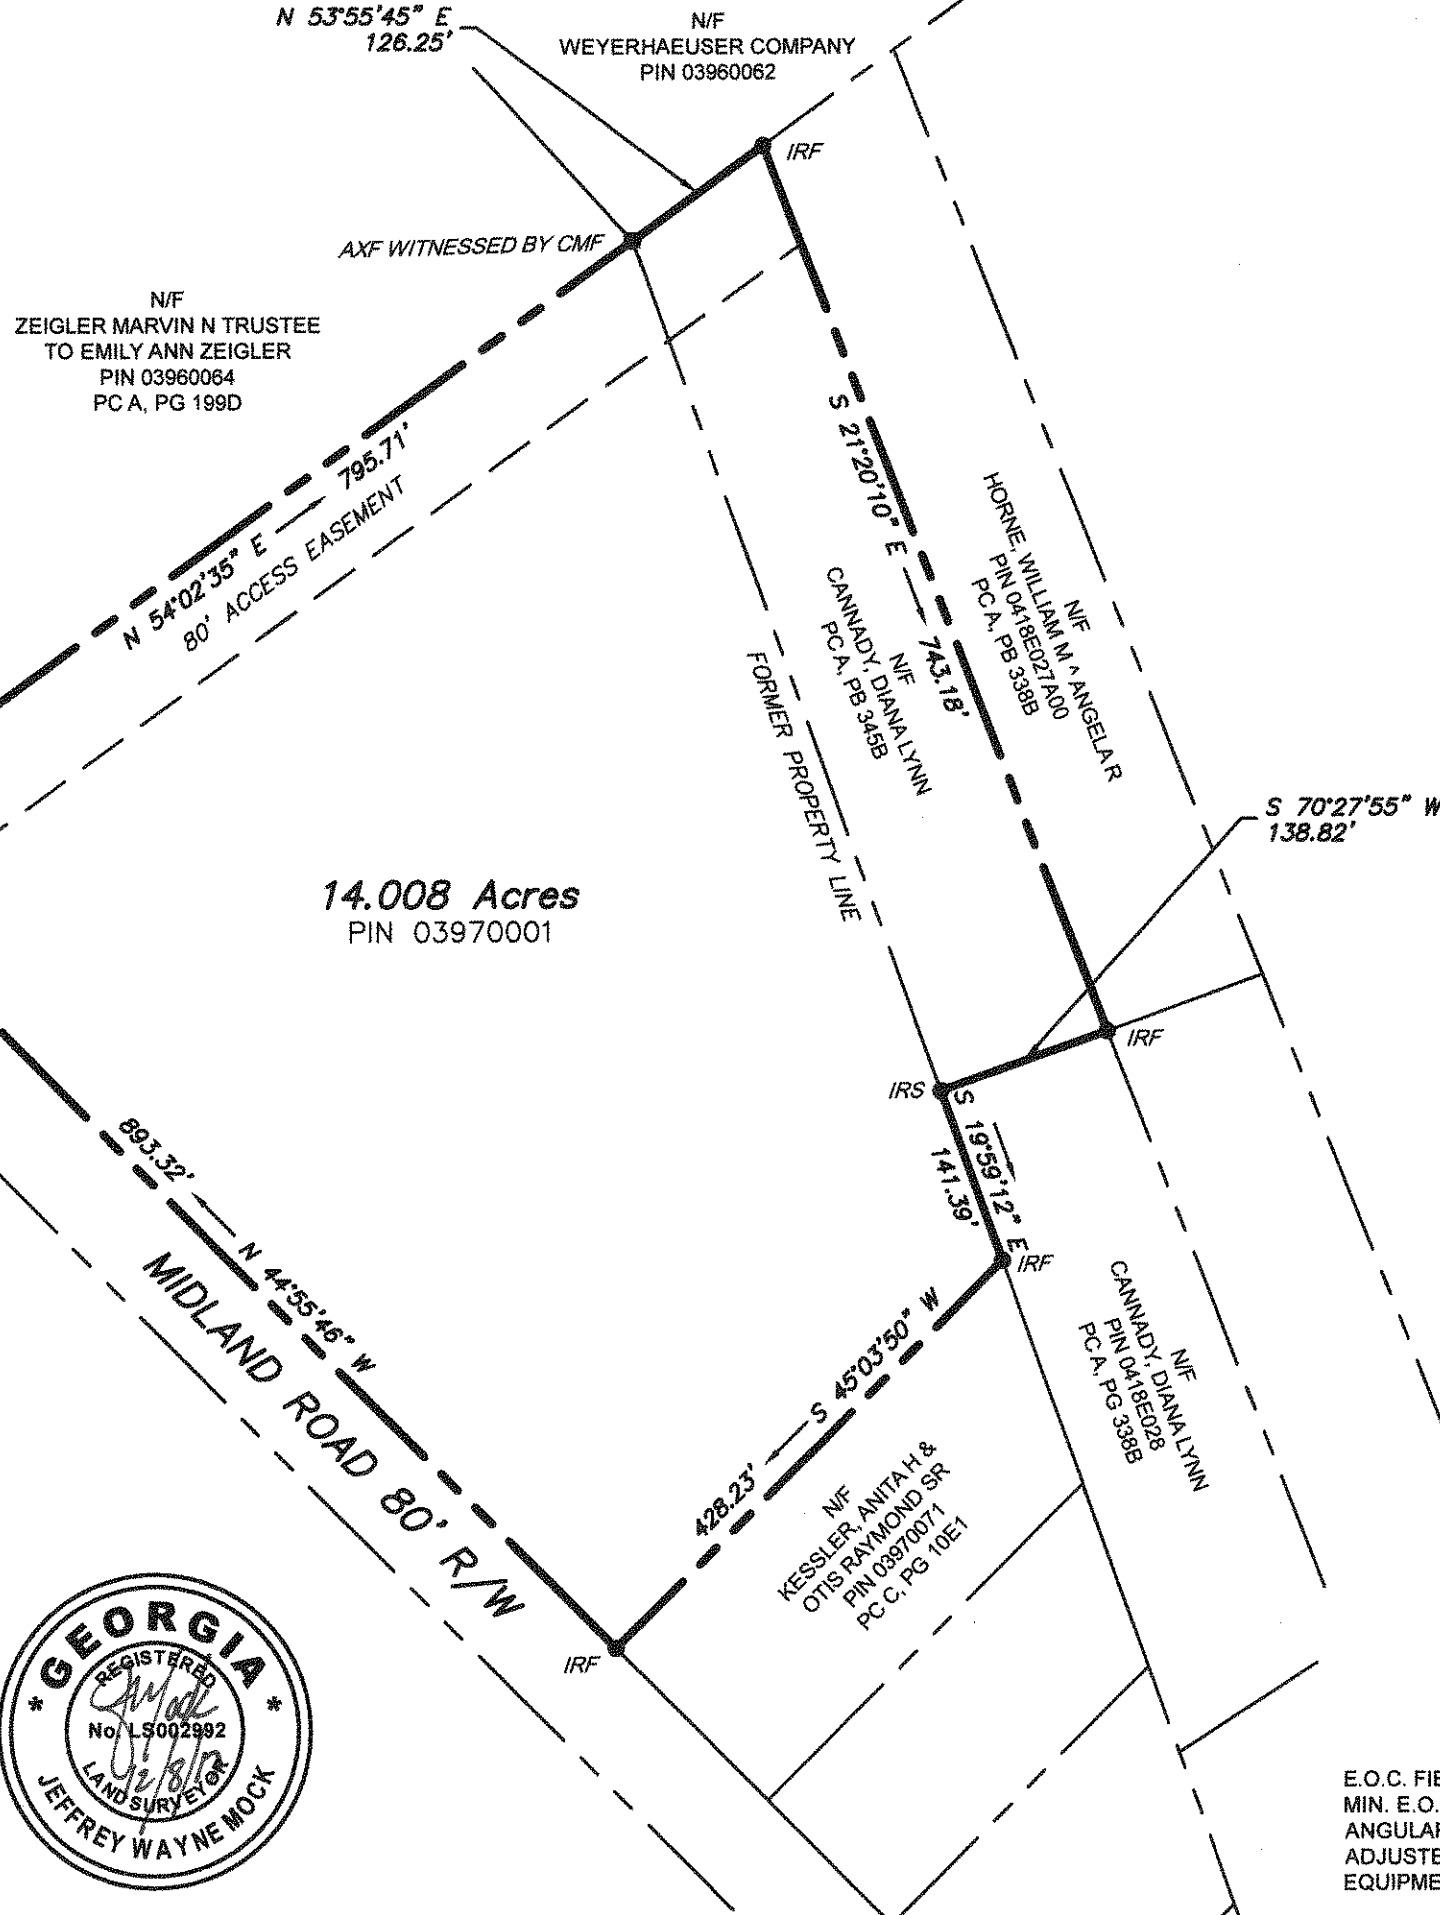 N 53°55'45" E
126.25'
N/F
WEYERHAEUSER COMPANY
PIN 03960062
IRF
AXF WITNESSED BY CMF
N/F
ZEIGLER MARVIN N TRUSTEE
TO EMILY ANN ZEIGLER
PIN 03960064
PC A, PG 199D
N 54°02'35" E
795.71'
80' ACCESS EASEMENT
S 21°20'10" E
743.18'
N/F
HORNE, WILLIAM M ^ ANGELA R
PIN 0418E027A00
PC A, PB 338B
N/F
CANNADY, DIANA LYNN
PC A, PB 345B
FORMER PROPERTY LINE
S 70°27'55" W
138.82'
14.008 Acres
PIN 03970001
IRF
IRS
S 19°59'12" E
141.39'
IRF
893.32'
N 44°55'46" W
MIDLAND ROAD 80' R/W
S 45°03'50" W
428.23'
N/F
CANNADY, DIANA LYNN
PIN 0418E028
PC A, PG 338B
N/F
KESSLER, ANITA H &
OTIS RAYMOND SR
PIN 03970071
PC C, PG 10E1
IRF
* GEORGIA *
REGISTERED
No. LS002992
LAND SURVEYOR
JEFFREY WAYNE MOCK
E.O.C. FIE
MIN. E.O.
ANGULAR
ADJUSTE
EQUIPME